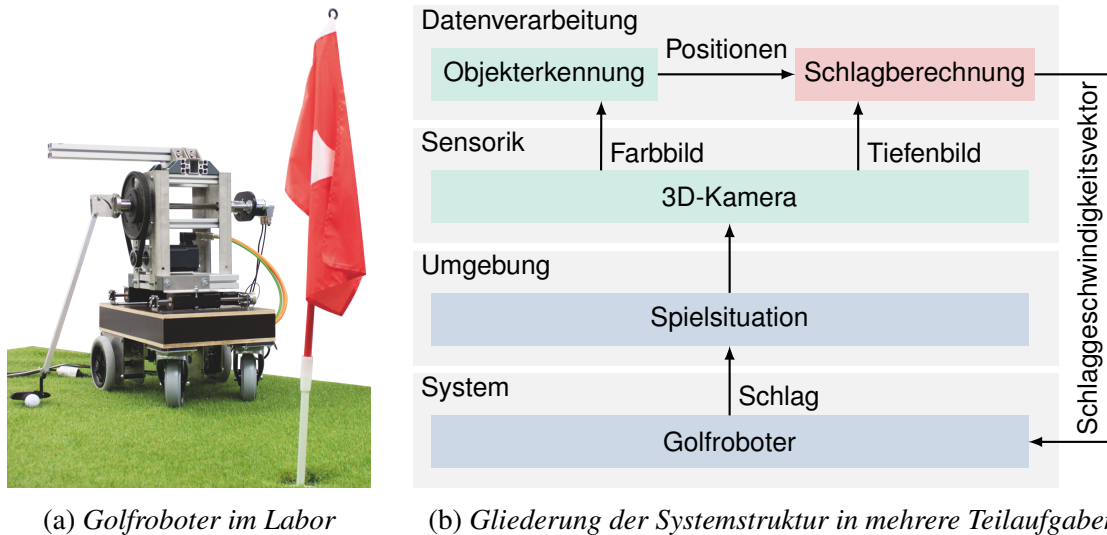 Datenverarbeitung
Positionen
Objekterkennung
Schlagberechnung
Sensorik
Farbbild
Tiefenbild
3D-Kamera
Umgebung
Spielsituation
System
Schlag
Golfroboter
Schlaggeschwindigkeitsvektor
(a) Golfroboter im Labor
(b) Gliederung der Systemstruktur in mehrere Teilaufgaben